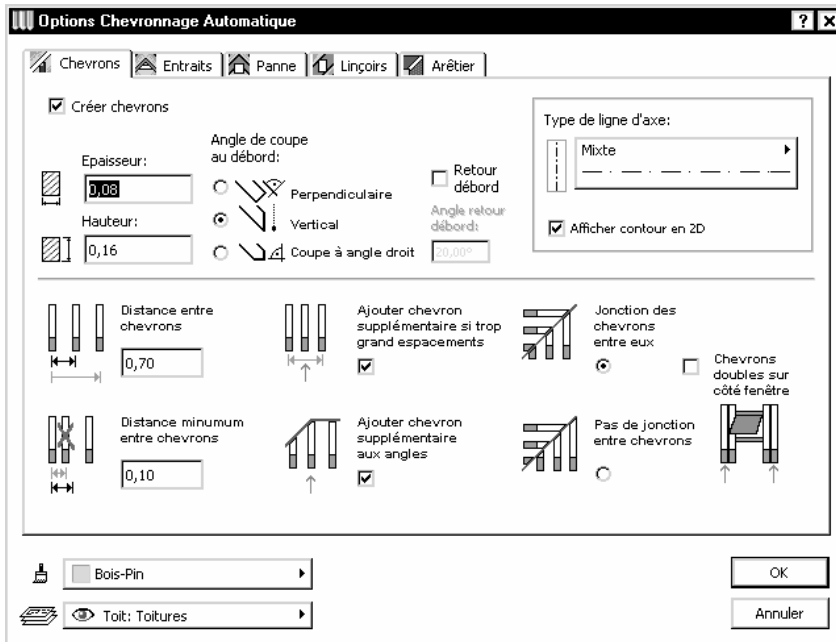 Options Chevronnage Automatique
Chevrons
Entraits
Panne
Linçoirs
Arêtier
Créer chevrons
Epaisseur:
0,08
Hauteur:
0,16
Angle de coupe
au débord:
Perpendiculaire
Vertical
Coupe à angle droit
Retour
débord
Angle retour
débord:
20,00°
Type de ligne d'axe:
Mixte
Afficher contour en 2D
Distance entre
chevrons
0,70
Ajouter chevron
supplémentaire si trop
grand espacements
Jonction des
chevrons
entre eux
Chevrons
doubles sur
côté fenêtre
Distance minumum
entre chevrons
0,10
Ajouter chevron
supplémentaire
aux angles
Pas de jonction
entre chevrons
Bois-Pin
Toit: Toitures
OK
Annuler